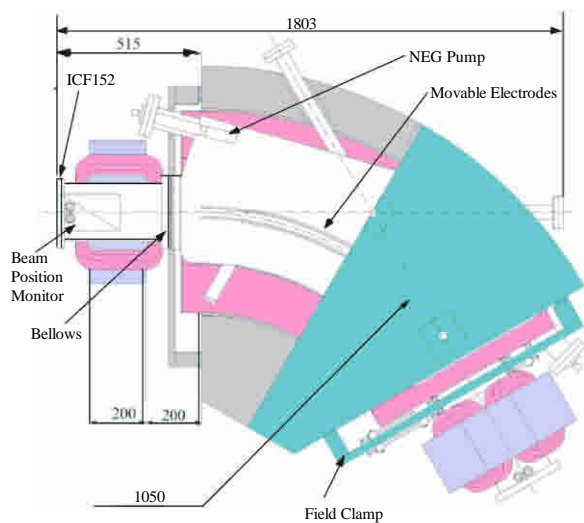 1803
515
NEG Pump
ICF152
Movable Electrodes
Beam
Position
Monitor
Bellows
200
200
1050
Field Clamp